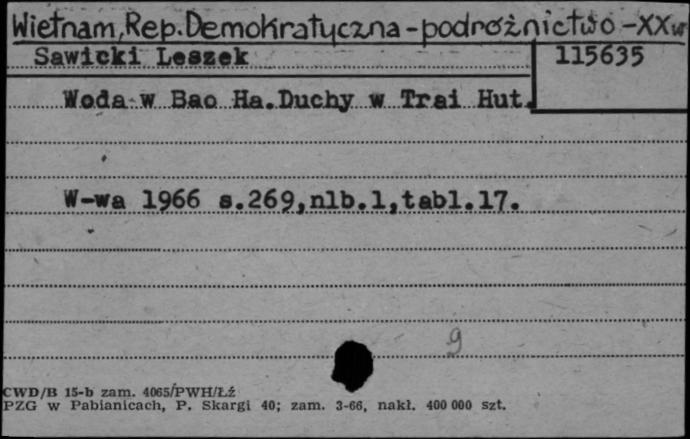 Wietnam, Rep. Demokratyczna - podróżnictwo - XX w
Sawicki Leszek 115635
Woda w Bao Ha. Duchy w Trai Hut.
W-wa 1966 s.269,nlb.1,tabl.17.
9
CWD/B 15-b zam. 4065/PWH/Łź
PZG w Pabianicach, P. Skargi 40; zam. 3-66, nakł. 400 000 szt.